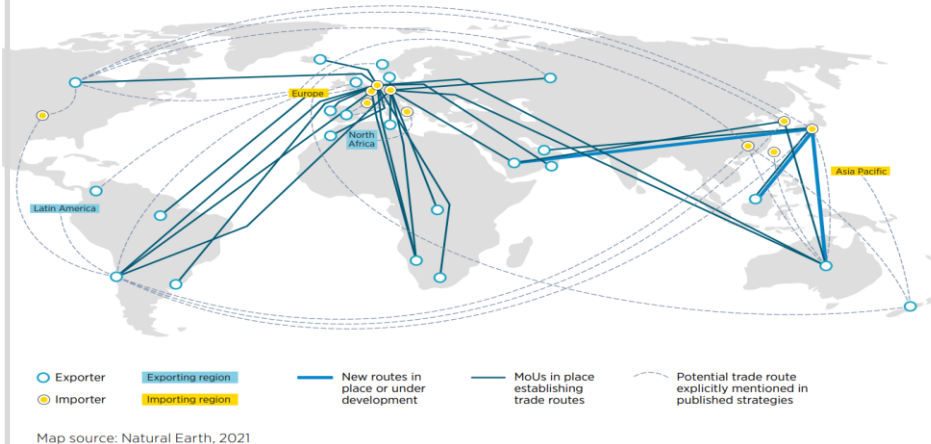 Europe
North
Africa
Asia Pacific
Latin America
Exporter
Exporting region
New routes in
place or under
development
MoUs in place
establishing
trade routes
Potential trade route
explicitly mentioned in
published strategies
Importer
Importing region
Map source: Natural Earth, 2021